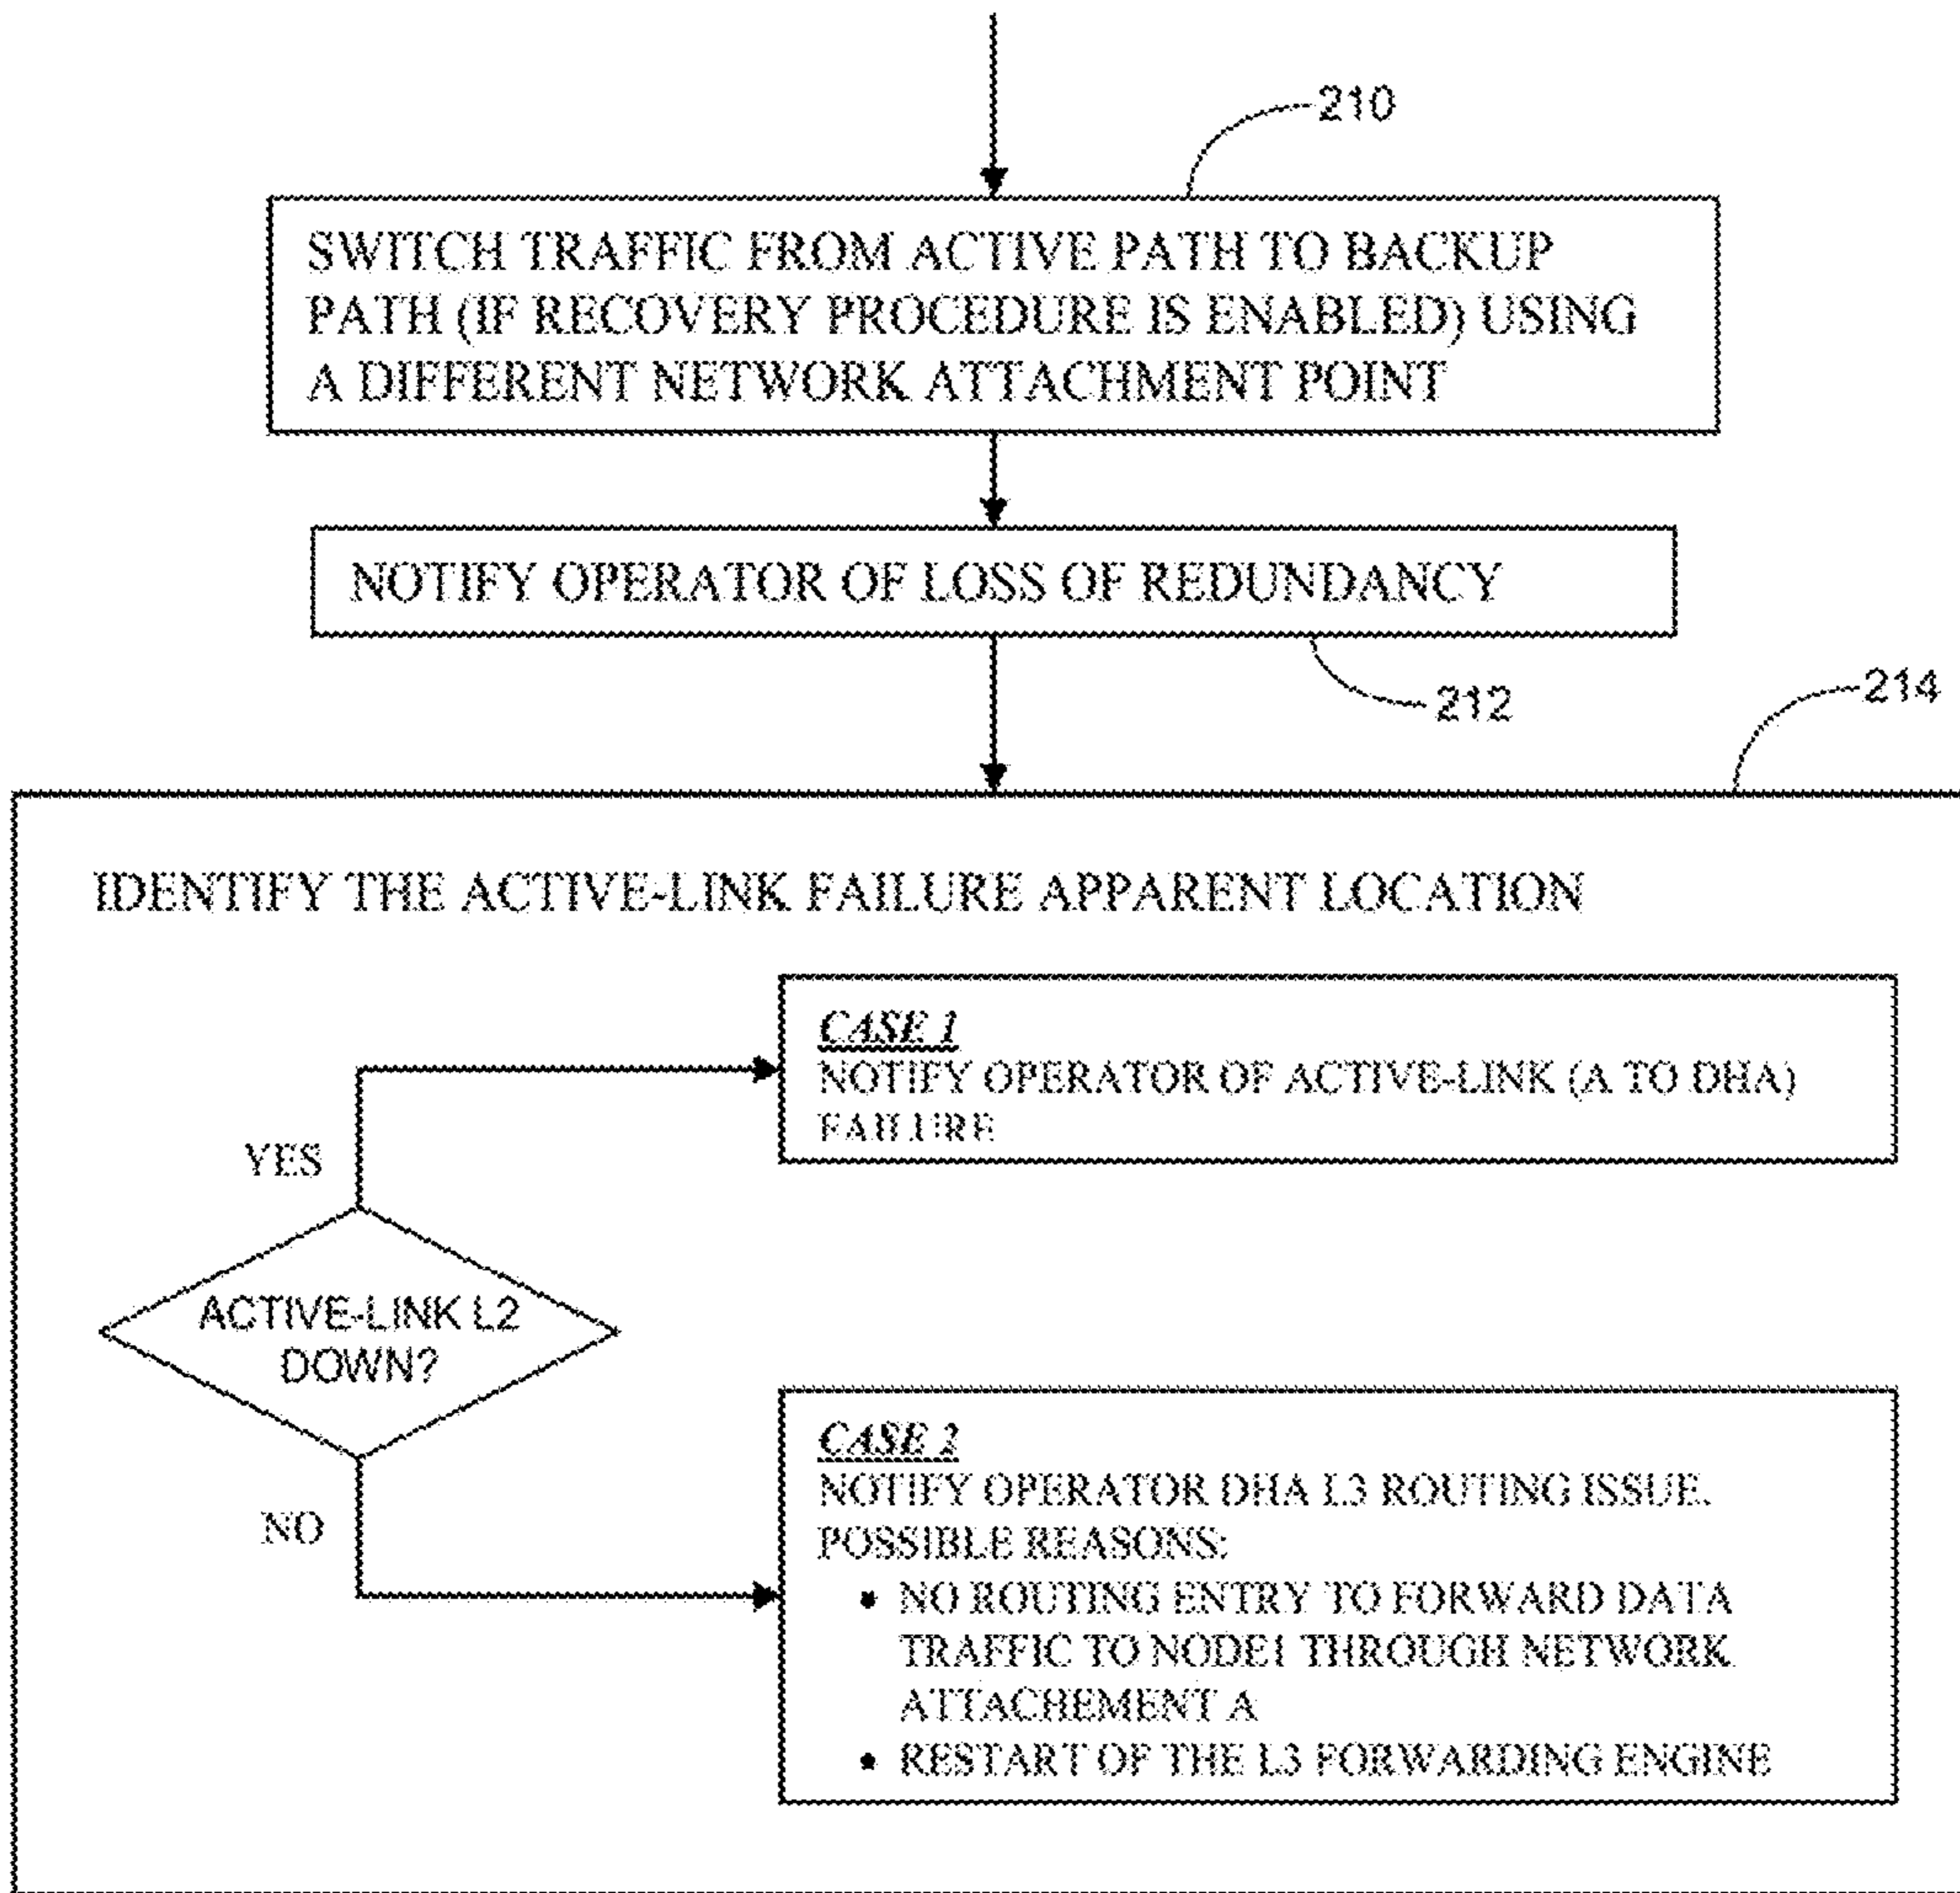 210
SWITCH TRAFFIC FROM ACTIVE PATH TO BACKUP
PATH (IF RECOVERY PROCEDURE IS ENABLED) USING
A DIFFERENT NETWORK ATTACHMENT POINT
NOTIFY OPERATOR OF LOSS OF REDUNDANCY
212
214
IDENTIFY THE ACTIVE-LINK FAILURE APPARENT LOCATION
CASE 1
NOTIFY OPERATOR OF ACTIVE-LINK (A TO DHA)
FAILURE
YES
ACTIVE-LINK L2
DOWN?
NO
CASE 2
NOTIFY OPERATOR DHA L3 ROUTING ISSUE.
POSSIBLE REASONS:
• NO ROUTING ENTRY TO FORWARD DATA
TRAFFIC TO NODE1 THROUGH NETWORK
ATTACHEMENT A
• RESTART OF THE L3 FORWARDING ENGINE